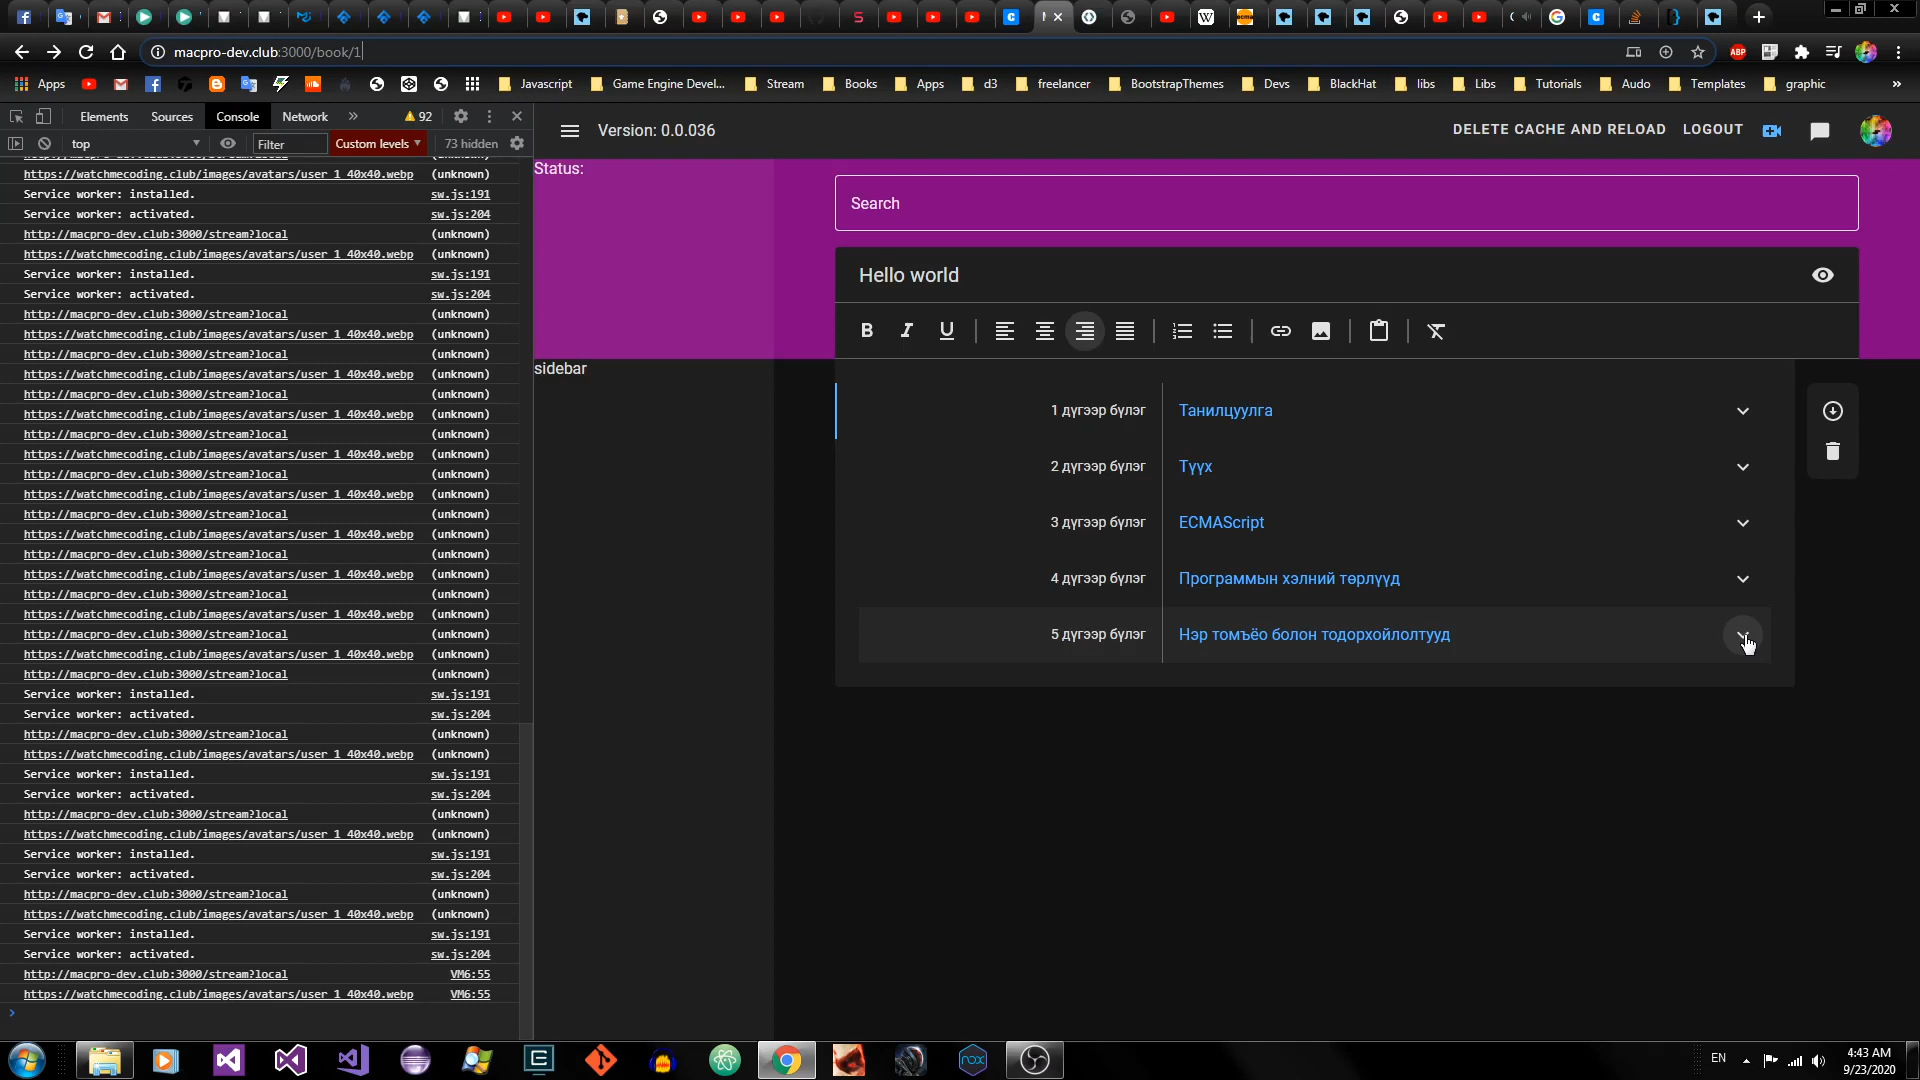 macpro-dev.club:3000/book/1
Apps
Javascript
Game Engine Devel...
Stream
Books
Apps
d3
freelancer
BootstrapThemes
Devs
BlackHat
libs
Libs
Tutorials
Audo
Templates
graphic
»
Elements
Sources
Console
Network
»
92
top
Filter
Custom levels
73 hidden
https://watchmecoding.club/images/avatars/user_1_40x40.webp (unknown)
Service worker: installed. sw.js:191
Service worker: activated. sw.js:204
http://macpro-dev.club:3000/stream?local (unknown)
https://watchmecoding.club/images/avatars/user_1_40x40.webp (unknown)
Service worker: installed. sw.js:191
Service worker: activated. sw.js:204
http://macpro-dev.club:3000/stream?local (unknown)
https://watchmecoding.club/images/avatars/user_1_40x40.webp (unknown)
http://macpro-dev.club:3000/stream?local (unknown)
https://watchmecoding.club/images/avatars/user_1_40x40.webp (unknown)
http://macpro-dev.club:3000/stream?local (unknown)
https://watchmecoding.club/images/avatars/user_1_40x40.webp (unknown)
http://macpro-dev.club:3000/stream?local (unknown)
https://watchmecoding.club/images/avatars/user_1_40x40.webp (unknown)
http://macpro-dev.club:3000/stream?local (unknown)
https://watchmecoding.club/images/avatars/user_1_40x40.webp (unknown)
http://macpro-dev.club:3000/stream?local (unknown)
https://watchmecoding.club/images/avatars/user_1_40x40.webp (unknown)
http://macpro-dev.club:3000/stream?local (unknown)
https://watchmecoding.club/images/avatars/user_1_40x40.webp (unknown)
http://macpro-dev.club:3000/stream?local (unknown)
https://watchmecoding.club/images/avatars/user_1_40x40.webp (unknown)
http://macpro-dev.club:3000/stream?local (unknown)
https://watchmecoding.club/images/avatars/user_1_40x40.webp (unknown)
http://macpro-dev.club:3000/stream?local (unknown)
Service worker: installed. sw.js:191
Service worker: activated. sw.js:204
http://macpro-dev.club:3000/stream?local (unknown)
https://watchmecoding.club/images/avatars/user_1_40x40.webp (unknown)
Service worker: installed. sw.js:191
Service worker: activated. sw.js:204
http://macpro-dev.club:3000/stream?local (unknown)
https://watchmecoding.club/images/avatars/user_1_40x40.webp (unknown)
Service worker: installed. sw.js:191
Service worker: activated. sw.js:204
http://macpro-dev.club:3000/stream?local (unknown)
https://watchmecoding.club/images/avatars/user_1_40x40.webp (unknown)
Service worker: installed. sw.js:191
Service worker: activated. sw.js:204
http://macpro-dev.club:3000/stream?local VM6:55
https://watchmecoding.club/images/avatars/user_1_40x40.webp VM6:55
Version: 0.0.036
DELETE CACHE AND RELOAD
LOGOUT
Status:
sidebar
Search
Hello world
1 дүгээр бүлэг Танилцуулга
2 дүгээр бүлэг Түүх
3 дүгээр бүлэг ECMAScript
4 дүгээр бүлэг Программын хэлний төрлүүд
5 дүгээр бүлэг Нэр томъёо болон тодорхойлолтууд
EN
4:43 AM
9/23/2020